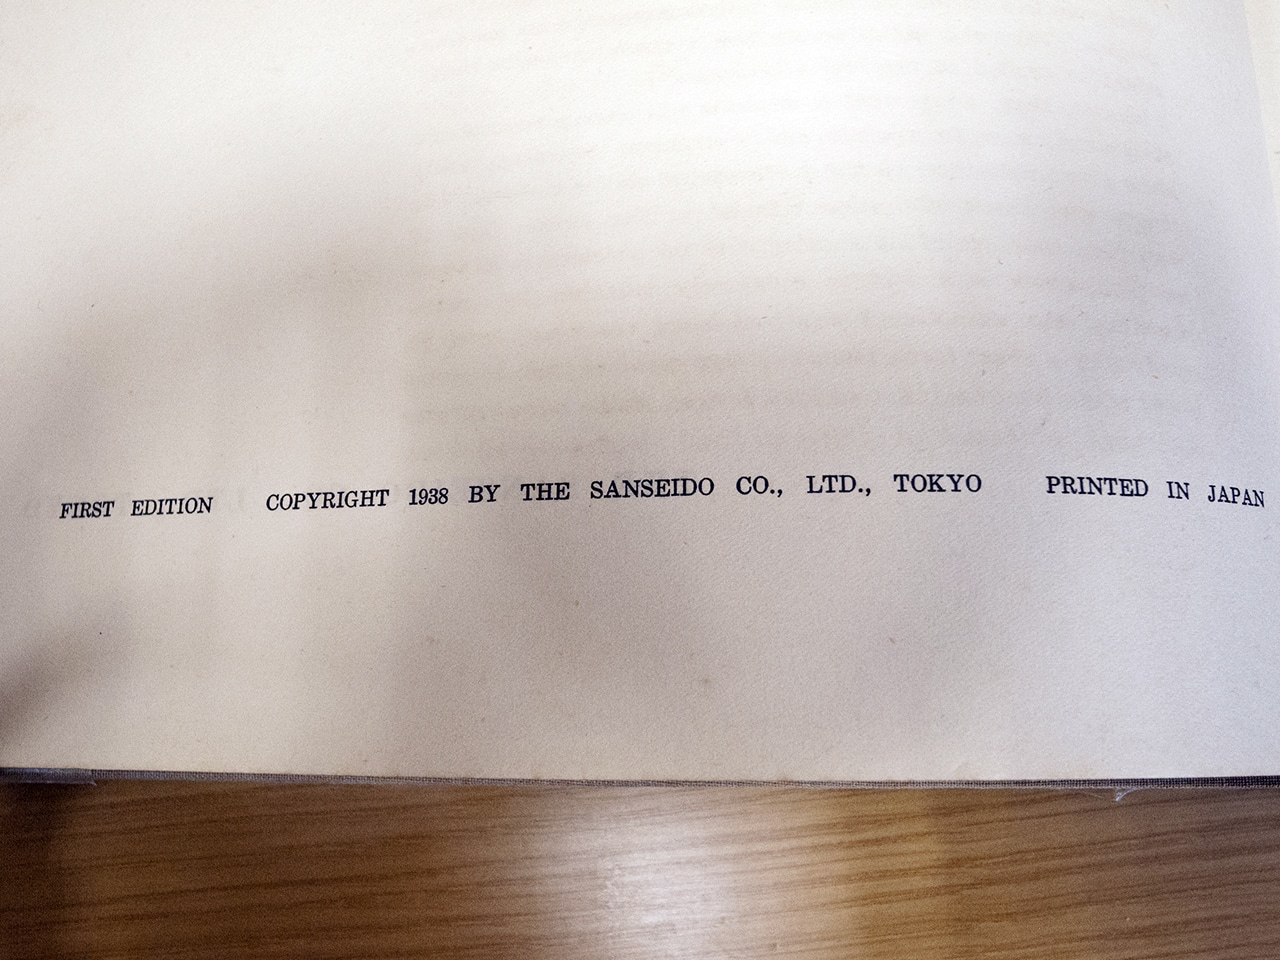 FIRST EDITION COPYRIGHT 1938 BY THE SANSEIDO CO., LTD., TOKYO PRINTED IN JAPAN